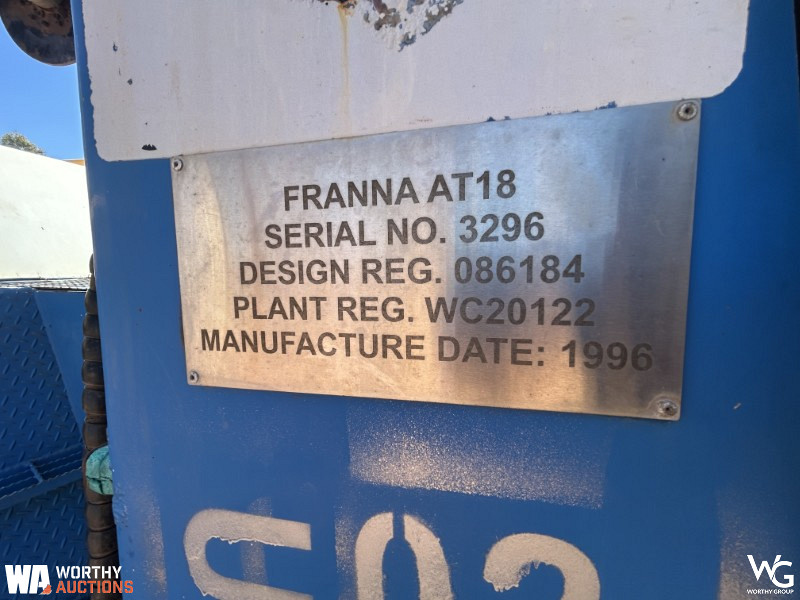 FRANNA AT18
SERIAL NO. 3296
DESIGN REG. 086184
PLANT REG. WC20122
MANUFACTURE DATE: 1996
WA WORTHY AUCTIONS
WG
WORTHY GROUP